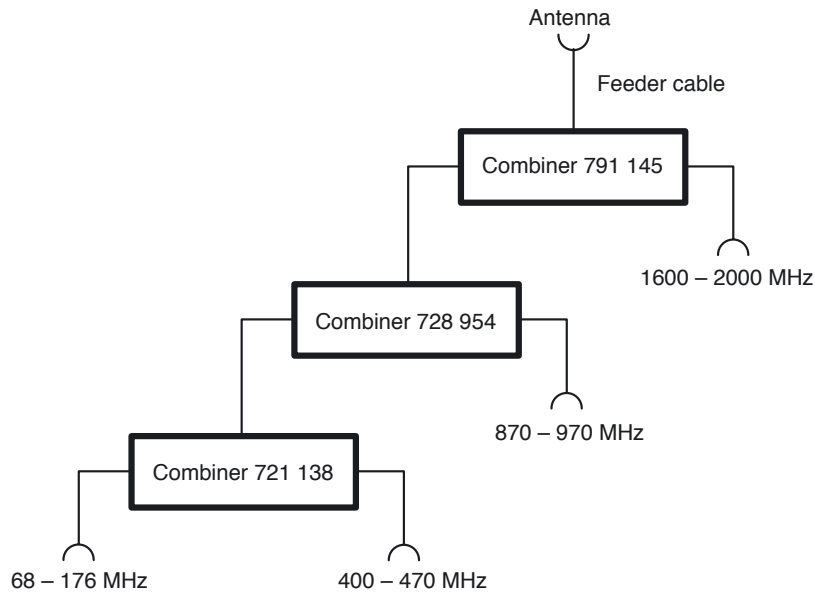 Antenna
Feeder cable
Combiner 791 145
1600 – 2000 MHz
Combiner 728 954
870 – 970 MHz
Combiner 721 138
68 – 176 MHz
400 – 470 MHz